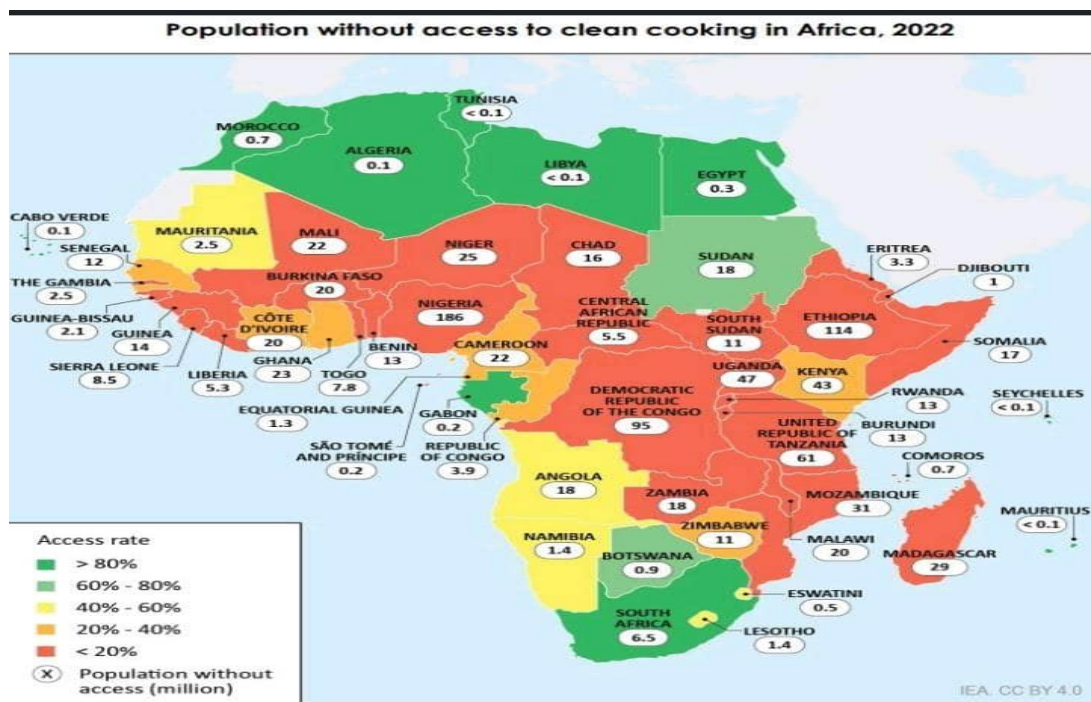 Population without access to clean cooking in Africa, 2022
TUNISIA
< 0.1
MOROCCO
0.7
ALGERIA
0.1
LIBYA
< 0.1
EGYPT
0.3
CABO VERDE
0.1
MAURITANIA
2.5
MALI
22
NIGER
25
CHAD
16
SUDAN
18
ERITREA
3.3
DJIBOUTI
1
SENEGAL
12
THE GAMBIA
2.5
GUINEA-BISSAU
2.1
GUINEA
14
SIERRA LEONE
8.5
LIBERIA
5.3
BURKINA FASO
20
CÔTE
D'IVOIRE
20
GHANA
23
TOGO
7.8
BENIN
13
NIGERIA
186
CAMEROON
22
CENTRAL
AFRICAN
REPUBLIC
5.5
SOUTH
SUDAN
11
ETHIOPIA
114
SOMALIA
17
EQUATORIAL GUINEA
1.3
GABON
0.2
SÃO TOMÉ
AND PRÍNCIPE
0.2
REPUBLIC
OF CONGO
3.9
DEMOCRATIC
REPUBLIC
OF THE CONGO
95
UGANDA
47
KENYA
43
RWANDA
13
BURUNDI
13
SEYCHELLES
< 0.1
UNITED
REPUBLIC OF
TANZANIA
61
COMOROS
0.7
ANGOLA
18
ZAMBIA
18
MOZAMBIQUE
31
MALAWI
20
MAURITIUS
< 0.1
NAMIBIA
1.4
ZIMBABWE
11
BOTSWANA
0.9
MADAGASCAR
29
ESWATINI
0.5
SOUTH
AFRICA
6.5
LESOTHO
1.4
Access rate
> 80%
60% - 80%
40% - 60%
20% - 40%
< 20%
X Population without
access (million)
IEA. CC BY 4.0